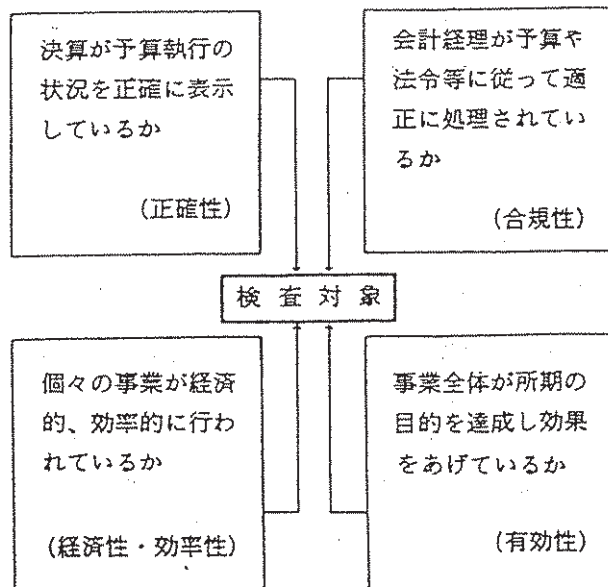 決算が予算執行の
状況を正確に表示
しているか
(正確性)
会計経理が予算や
法令等に従って適
正に処理されてい
るか
(合規性)
検査対象
個々の事業が経済
的、効率的に行わ
れているか
(経済性・効率性)
事業全体が所期の
目的を達成し効果
をあげているか
(有効性)